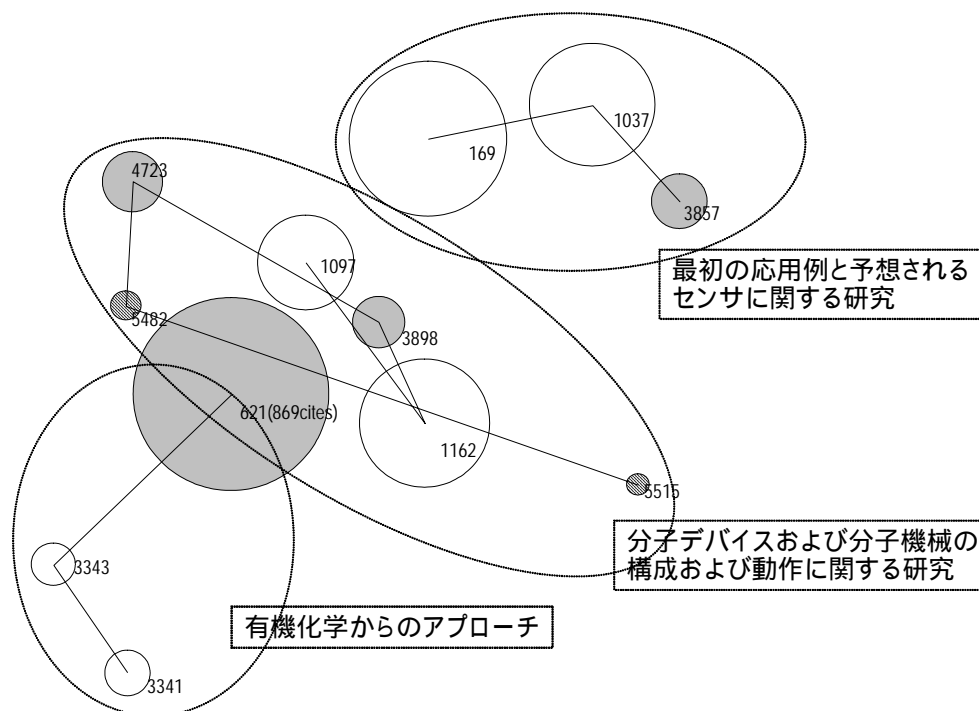 1037
169
4723
3857
1097
最初の応用例と予想される
センサに関する研究
5482
3898
621(869cites)
1162
5515
分子デバイスおよび分子機械の
構成および動作に関する研究
3343
有機化学からのアプローチ
3341